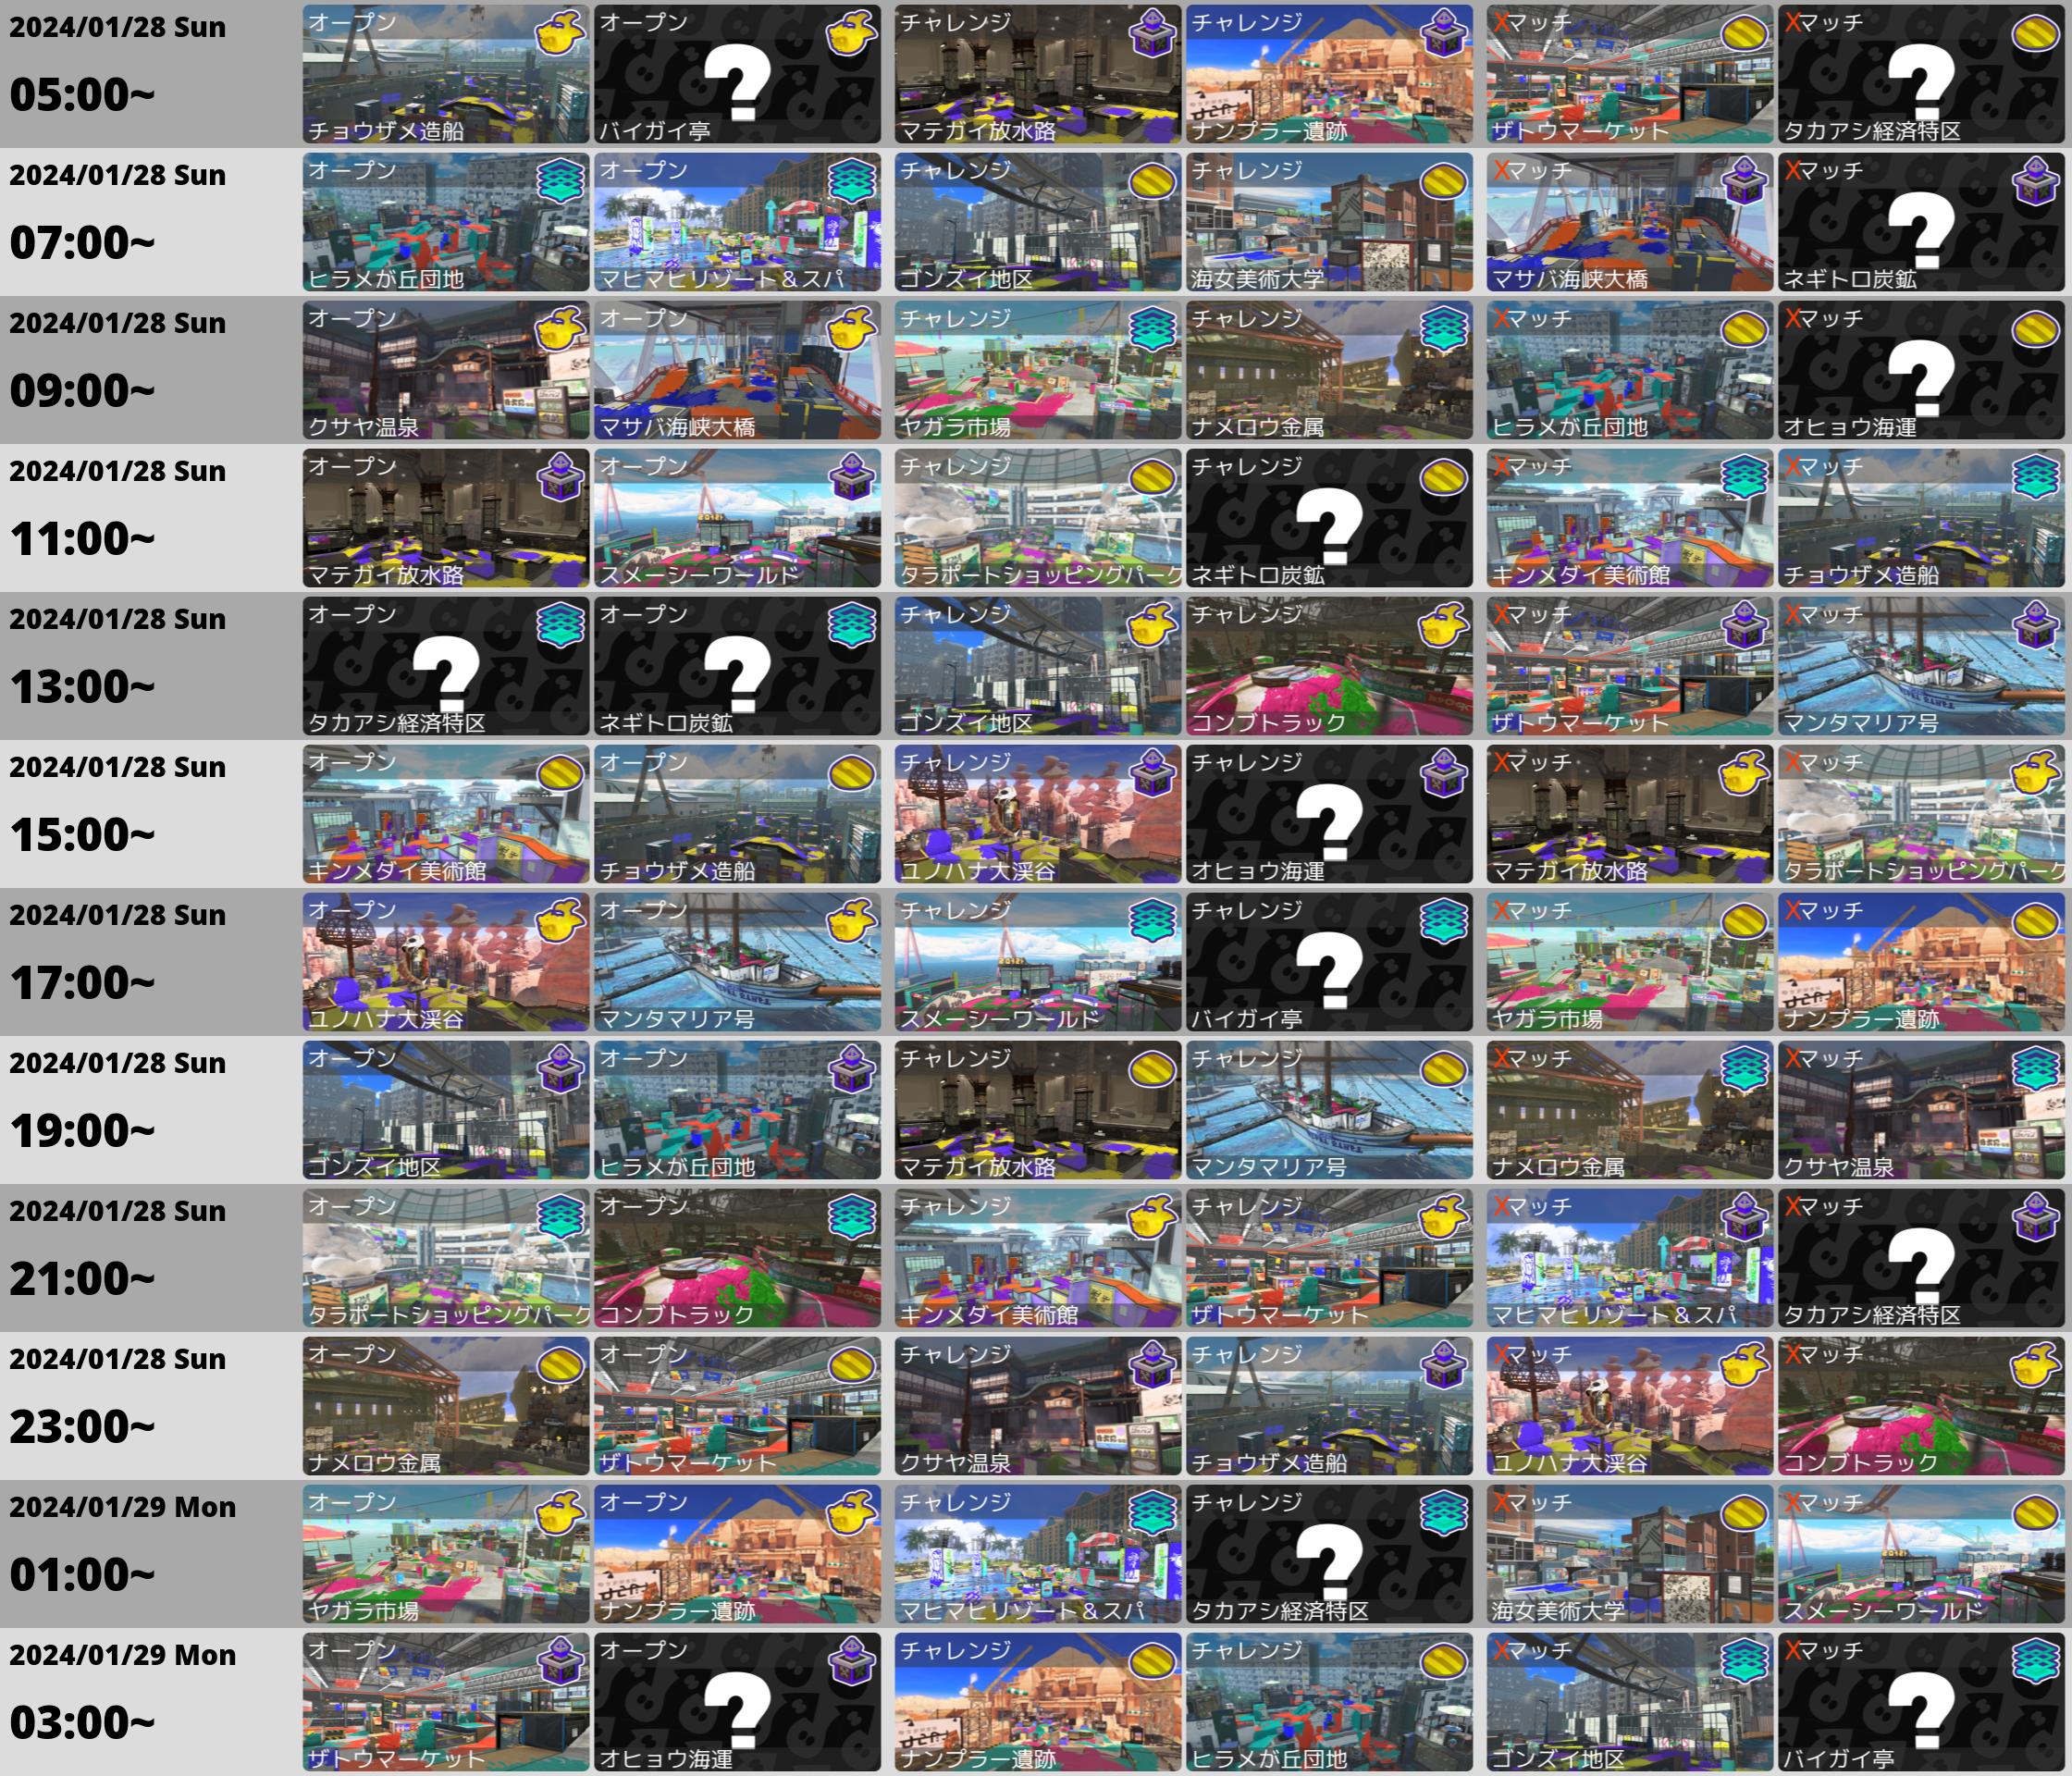 2024/01/28 Sun
05:00~
オープン
チョウザメ造船
オープン
バイガイ亭
チャレンジ
マテガイ放水路
チャレンジ
ナンプラー遺跡
Xマッチ
ザトウマーケット
Xマッチ
タカアシ経済特区
2024/01/28 Sun
07:00~
オープン
ヒラメが丘団地
オープン
マヒマヒリゾート＆スパ
チャレンジ
ゴンズイ地区
チャレンジ
海女美術大学
Xマッチ
マサバ海峡大橋
Xマッチ
ネギトロ炭鉱
2024/01/28 Sun
09:00~
オープン
クサヤ温泉
オープン
マサバ海峡大橋
チャレンジ
ヤガラ市場
チャレンジ
ナメロウ金属
Xマッチ
ヒラメが丘団地
Xマッチ
オヒョウ海運
2024/01/28 Sun
11:00~
オープン
マテガイ放水路
オープン
スメーシーワールド
チャレンジ
タラポートショッピングパーク
チャレンジ
ネギトロ炭鉱
Xマッチ
キンメダイ美術館
Xマッチ
チョウザメ造船
2024/01/28 Sun
13:00~
オープン
タカアシ経済特区
オープン
ネギトロ炭鉱
チャレンジ
ゴンズイ地区
チャレンジ
コンブトラック
Xマッチ
ザトウマーケット
Xマッチ
マンタマリア号
2024/01/28 Sun
15:00~
オープン
キンメダイ美術館
オープン
チョウザメ造船
チャレンジ
ユノハナ大渓谷
チャレンジ
オヒョウ海運
Xマッチ
マテガイ放水路
Xマッチ
タラポートショッピングパーク
2024/01/28 Sun
17:00~
オープン
ユノハナ大渓谷
オープン
マンタマリア号
チャレンジ
スメーシーワールド
チャレンジ
バイガイ亭
Xマッチ
ヤガラ市場
Xマッチ
ナンプラー遺跡
2024/01/28 Sun
19:00~
オープン
ゴンズイ地区
オープン
ヒラメが丘団地
チャレンジ
マテガイ放水路
チャレンジ
マンタマリア号
Xマッチ
ナメロウ金属
Xマッチ
クサヤ温泉
2024/01/28 Sun
21:00~
オープン
タラポートショッピングパーク
オープン
コンブトラック
チャレンジ
キンメダイ美術館
チャレンジ
ザトウマーケット
Xマッチ
マヒマヒリゾート＆スパ
Xマッチ
タカアシ経済特区
2024/01/28 Sun
23:00~
オープン
ナメロウ金属
オープン
ザトウマーケット
チャレンジ
クサヤ温泉
チャレンジ
チョウザメ造船
Xマッチ
ユノハナ大渓谷
Xマッチ
コンブトラック
2024/01/29 Mon
01:00~
オープン
ヤガラ市場
オープン
ナンプラー遺跡
チャレンジ
マヒマヒリゾート＆スパ
チャレンジ
タカアシ経済特区
Xマッチ
海女美術大学
Xマッチ
スメーシーワールド
2024/01/29 Mon
03:00~
オープン
ザトウマーケット
オープン
オヒョウ海運
チャレンジ
ナンプラー遺跡
チャレンジ
ヒラメが丘団地
Xマッチ
ゴンズイ地区
Xマッチ
バイガイ亭